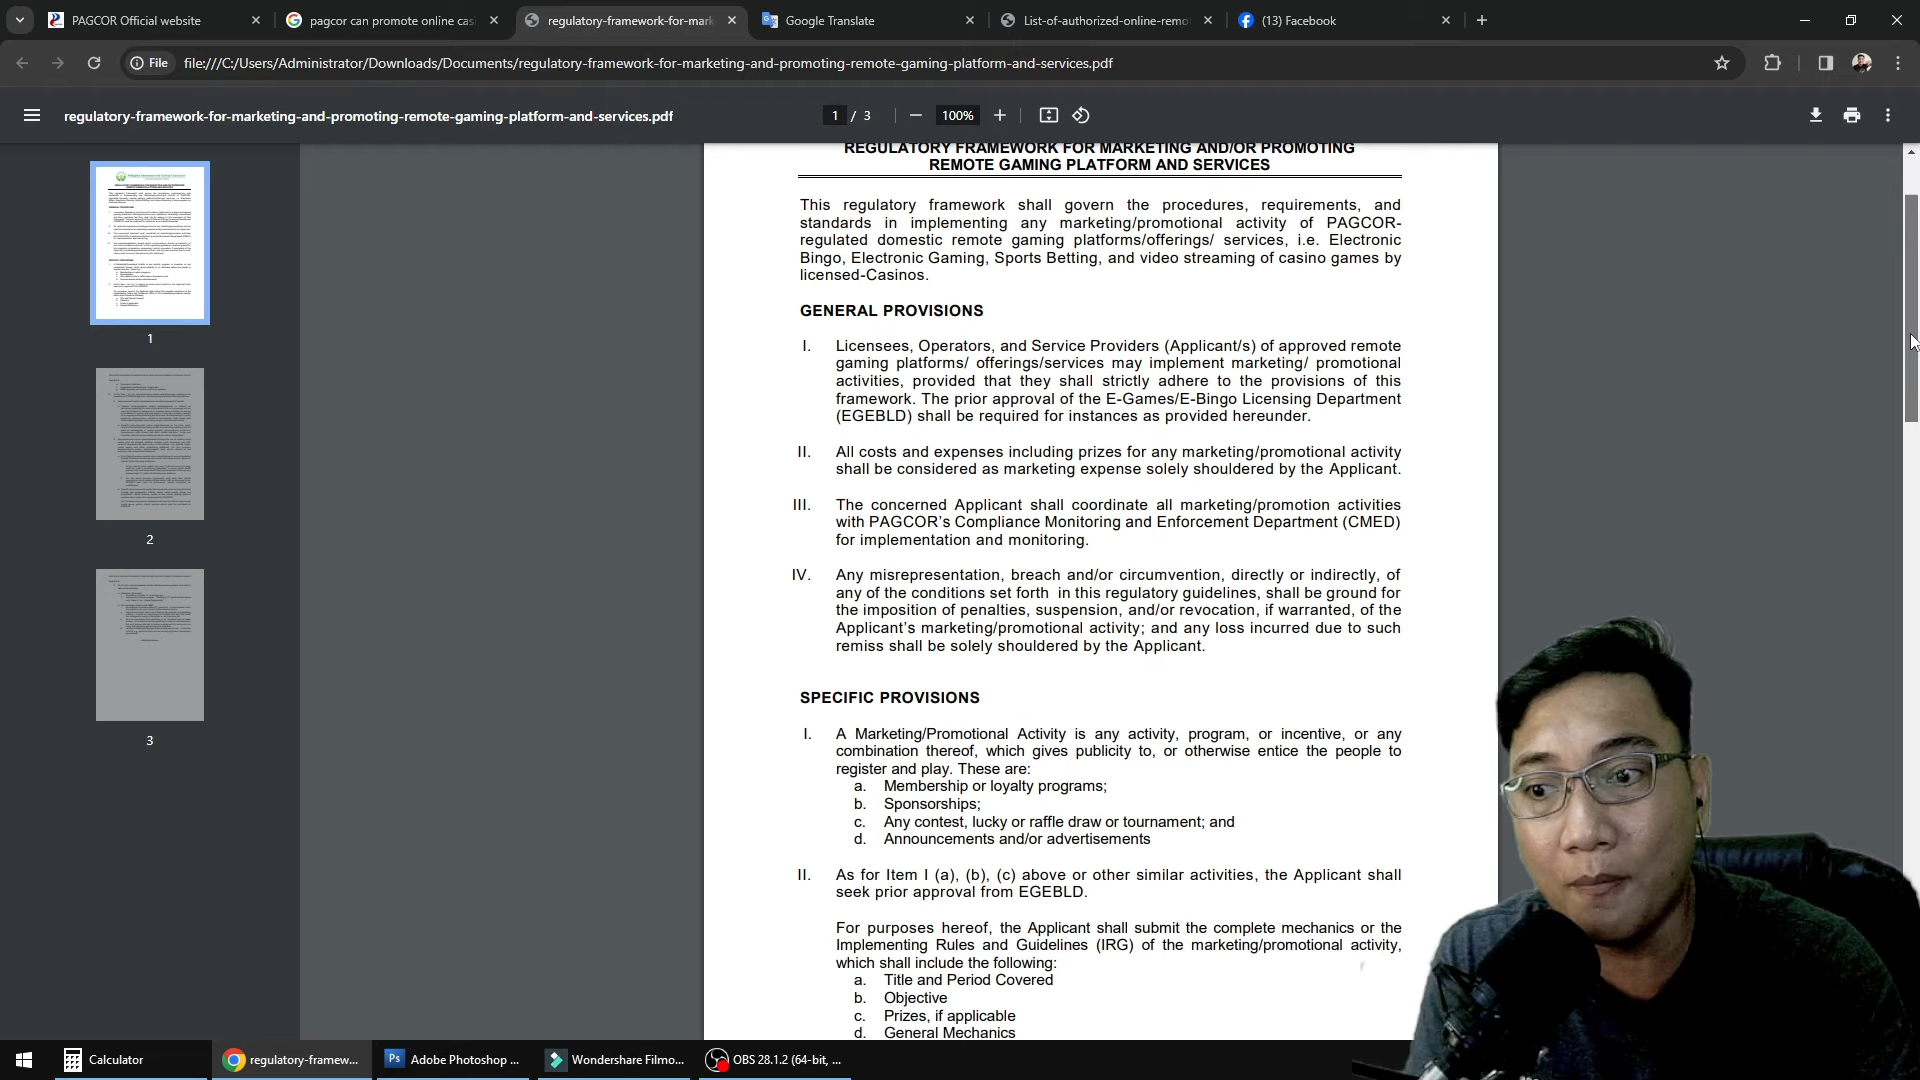 PAGCOR Official website
pagcor can promote online cas
regulatory-framework-for-mark
Google Translate
List-of-authorized-online-remo
(13) Facebook
File
file:///C:/Users/Administrator/Downloads/Documents/regulatory-framework-for-marketing-and-promoting-remote-gaming-platform-and-services.pdf
regulatory-framework-for-marketing-and-promoting-remote-gaming-platform-and-services.pdf
1 / 3
100%
1
2
3
REGULATORY FRAMEWORK FOR MARKETING AND/OR PROMOTING
REMOTE GAMING PLATFORM AND SERVICES
This regulatory framework shall govern the procedures, requirements, and
standards in implementing any marketing/promotional activity of PAGCOR-
regulated domestic remote gaming platforms/offerings/ services, i.e. Electronic
Bingo, Electronic Gaming, Sports Betting, and video streaming of casino games by
licensed-Casinos.
GENERAL PROVISIONS
I. Licensees, Operators, and Service Providers (Applicant/s) of approved remote
gaming platforms/ offerings/services may implement marketing/ promotional
activities, provided that they shall strictly adhere to the provisions of this
framework. The prior approval of the E-Games/E-Bingo Licensing Department
(EGEBLD) shall be required for instances as provided hereunder.
II. All costs and expenses including prizes for any marketing/promotional activity
shall be considered as marketing expense solely shouldered by the Applicant.
III. The concerned Applicant shall coordinate all marketing/promotion activities
with PAGCOR's Compliance Monitoring and Enforcement Department (CMED)
for implementation and monitoring.
IV. Any misrepresentation, breach and/or circumvention, directly or indirectly, of
any of the conditions set forth in this regulatory guidelines, shall be ground for
the imposition of penalties, suspension, and/or revocation, if warranted, of the
Applicant's marketing/promotional activity; and any loss incurred due to such
remiss shall be solely shouldered by the Applicant.
SPECIFIC PROVISIONS
I. A Marketing/Promotional Activity is any activity, program, or incentive, or any
combination thereof, which gives publicity to, or otherwise entice the people to
register and play. These are:
a. Membership or loyalty programs;
b. Sponsorships;
c. Any contest, lucky or raffle draw or tournament; and
d. Announcements and/or advertisements
II. As for Item I (a), (b), (c) above or other similar activities, the Applicant shall
seek prior approval from EGEBLD.
For purposes hereof, the Applicant shall submit the complete mechanics or the
Implementing Rules and Guidelines (IRG) of the marketing/promotional activity,
which shall include the following:
a. Title and Period Covered
b. Objective
c. Prizes, if applicable
d. General Mechanics
Calculator
regulatory-framew...
Ps
Adobe Photoshop ...
Wondershare Filmo...
OBS 28.1.2 (64-bit, ...